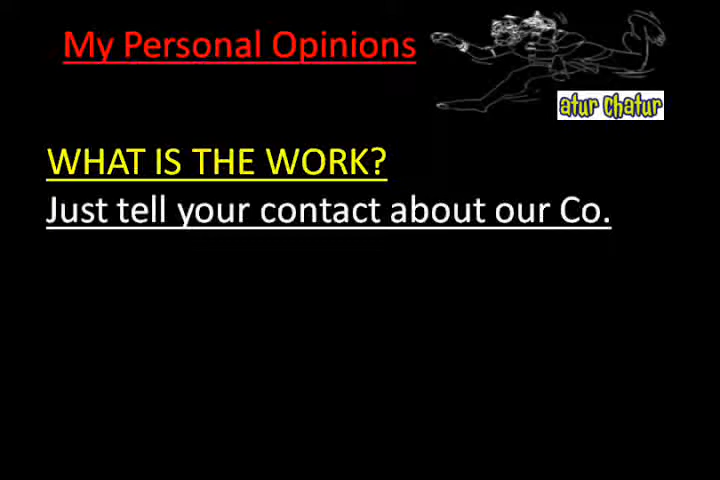 My Personal Opinions
atur Chatur
WHAT IS THE WORK?
Just tell your contact about our Co.